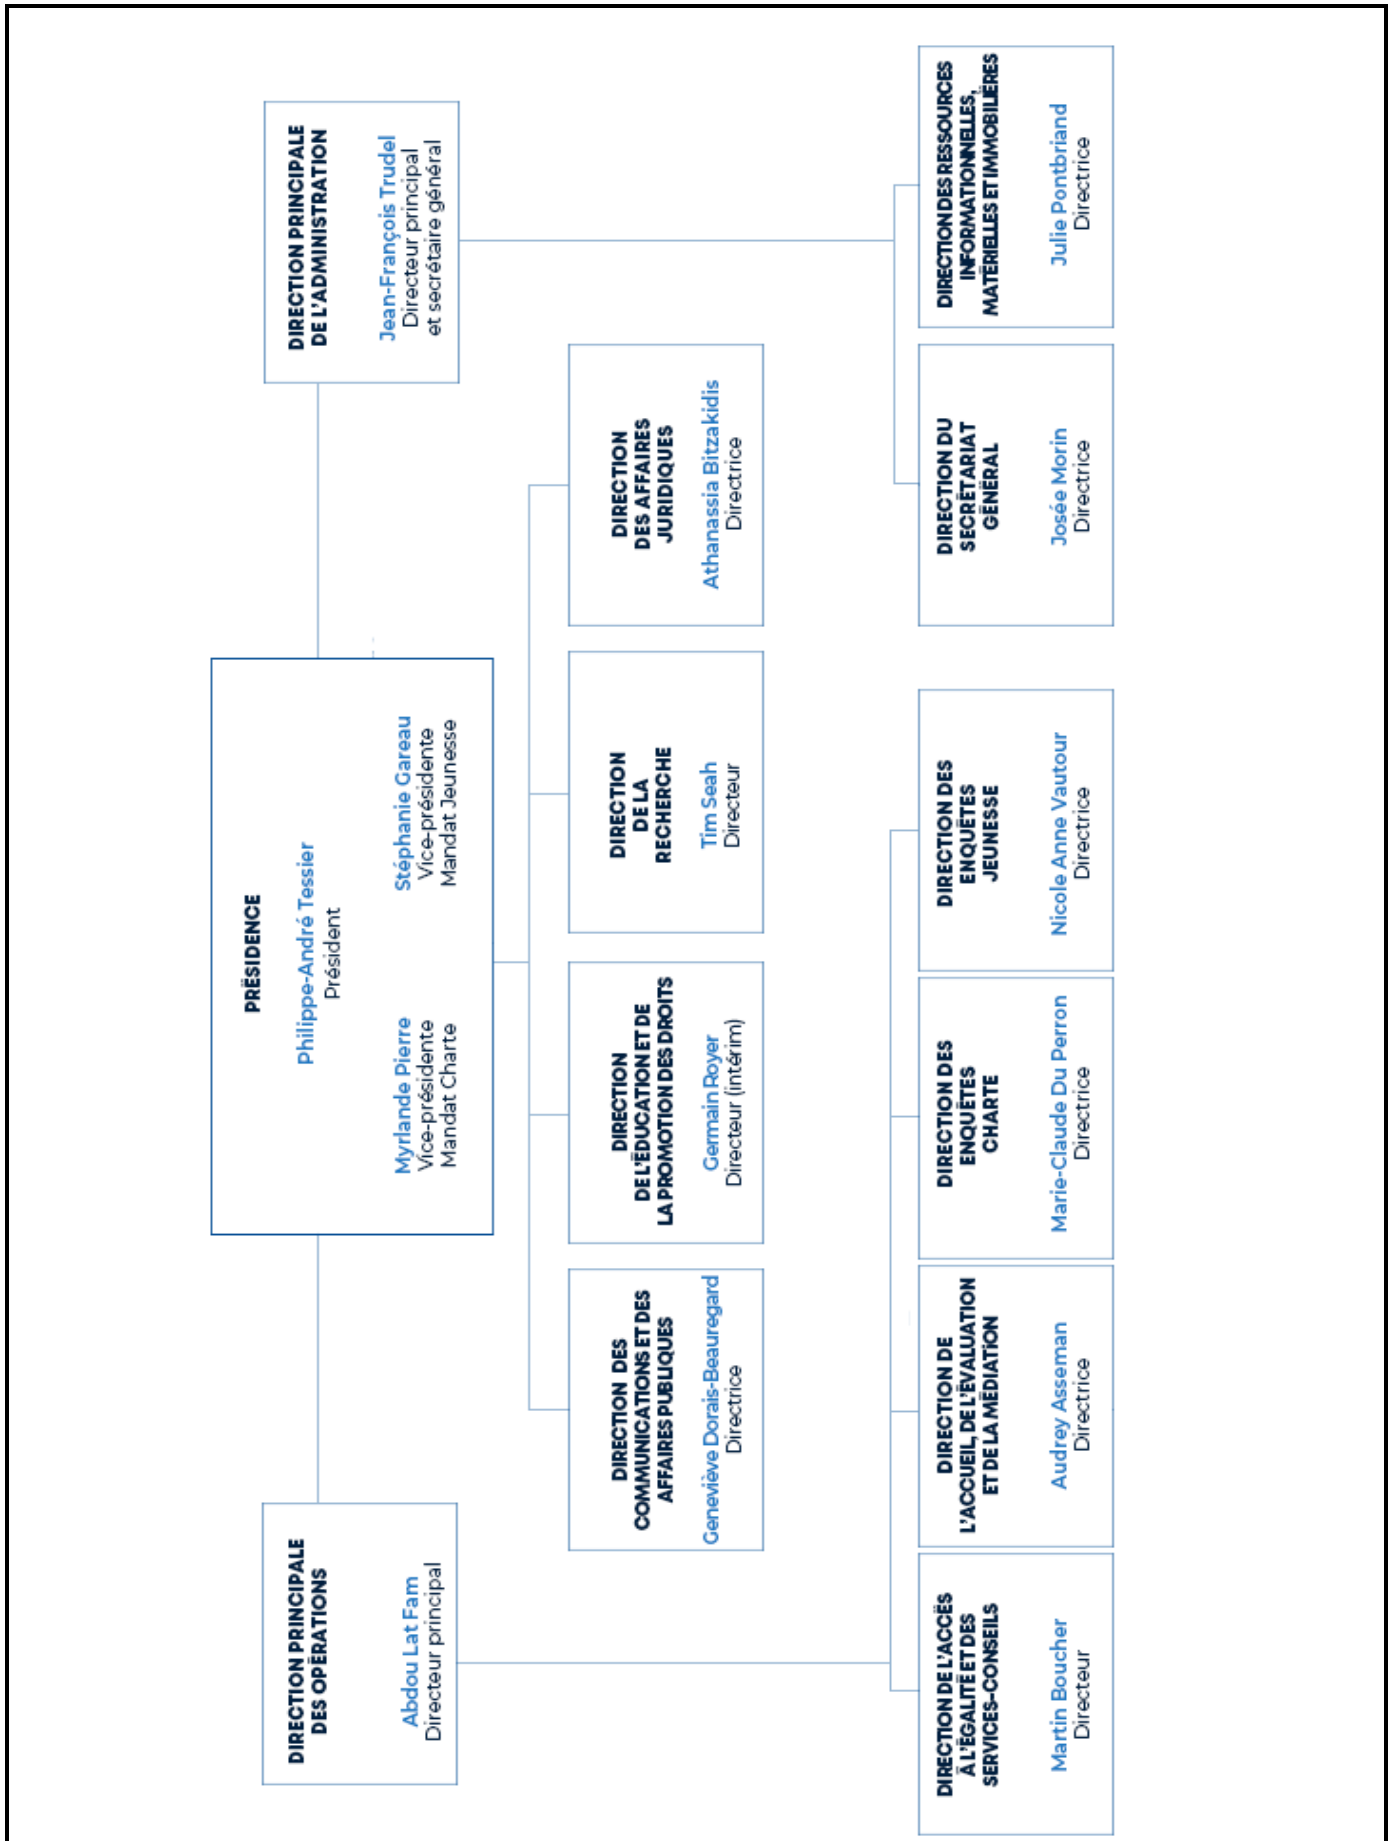 PRÉSIDENCE
Philippe-André Tessier
Président
Myrlande Pierre
Vice-présidente
Mandat Charte
Stéphanie Gareau
Vice-présidente
Mandat Jeunesse
DIRECTION PRINCIPALE
DES OPÉRATIONS
Abdou Lat Fam
Directeur principal
DIRECTION PRINCIPALE
DE L'ADMINISTRATION
Jean-François Trudel
Directeur principal
et secrétaire général
DIRECTION DES
COMMUNICATIONS ET DES
AFFAIRES PUBLIQUES
Geneviève Dorais-Beauregard
Directrice
DIRECTION
DE L'ÉDUCATION ET DE
LA PROMOTION DES DROITS
Germain Royer
Directeur (intérim)
DIRECTION
DE LA
RECHERCHE
Tim Seah
Directeur
DIRECTION
DES AFFAIRES
JURIDIQUES
Athanassia Bitzakidis
Directrice
DIRECTION DE L'ACCÈS
À L'ÉGALITÉ ET DES
SERVICES-CONSEILS
Martin Boucher
Directeur
DIRECTION DE
L'ACCUEIL, DE L'ÉVALUATION
ET DE LA MÉDIATION
Audrey Asseman
Directrice
DIRECTION DES
ENQUÊTES
CHARTE
Marie-Claude Du Perron
Directrice
DIRECTION DES
ENQUÊTES
JEUNESSE
Nicole Anne Vautour
Directrice
DIRECTION DU
SECRÉTARIAT
GÉNÉRAL
Josée Morin
Directrice
DIRECTION DES RESSOURCES
INFORMATIONNELLES,
MATÉRIELLES ET IMMOBILIÈRES
Julie Pontbriand
Directrice